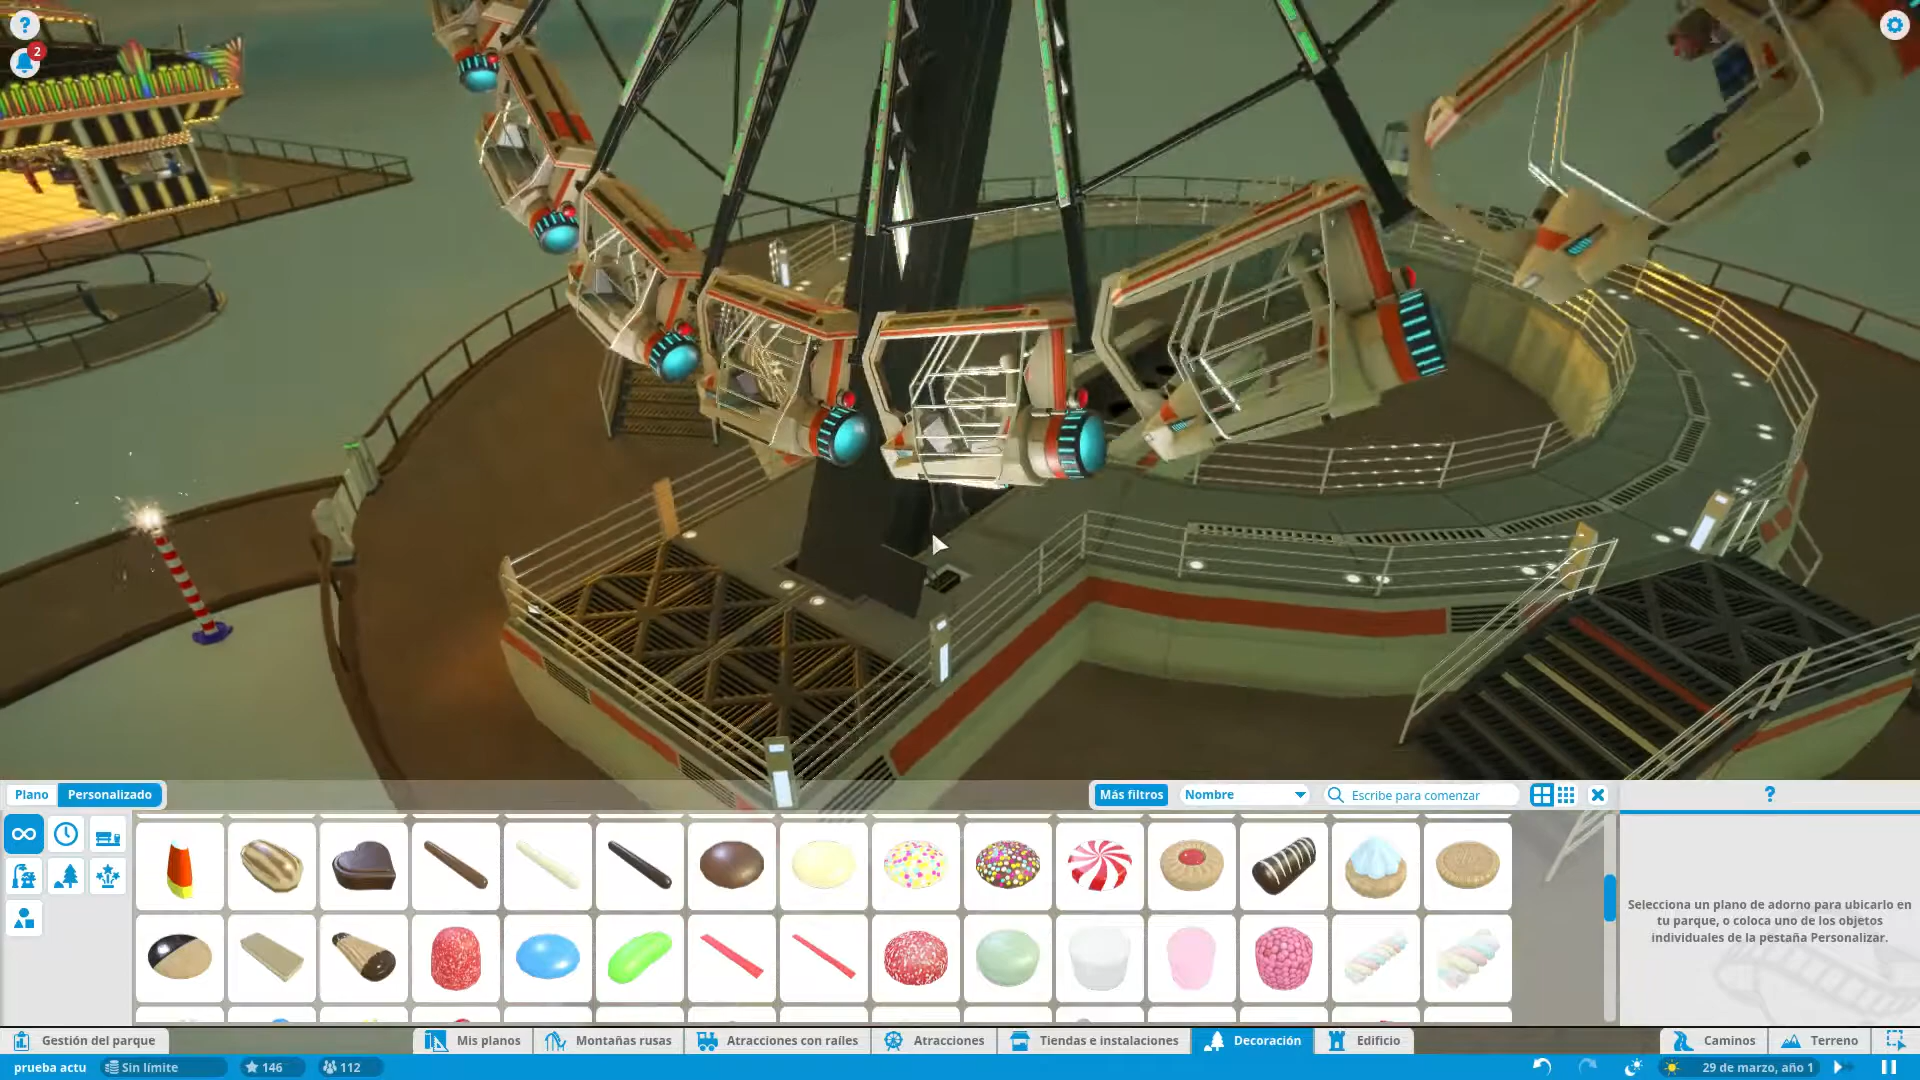 ?
2
Plano
Personalizado
Más filtros
Nombre
Escribe para comenzar
?
Selecciona un plano de adorno para ubicarlo en
tu parque, o coloca uno de los objetos
individuales de la pestaña Personalizar.
Gestión del parque
Mis planos
Montañas rusas
Atracciones con raíles
Atracciones
Tiendas e instalaciones
Decoración
Edificio
Caminos
Terreno
prueba actu
Sin límite
146
112
29 de marzo, año 1